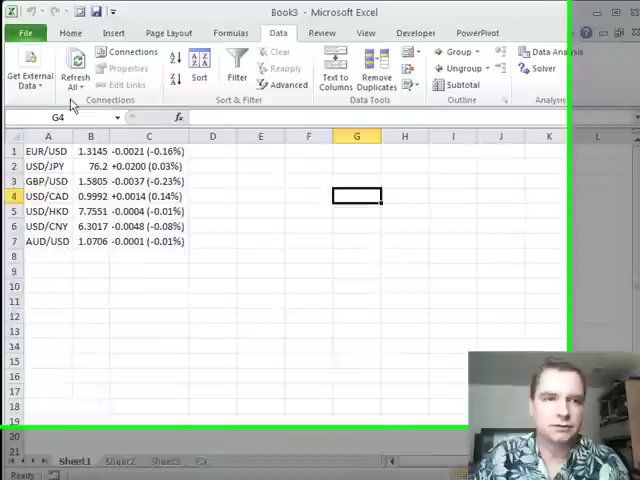 Book3 - Microsoft Excel
File Home Insert Page Layout Formulas Data Review View Developer PowerPivot
Get External Data
Refresh All
Connections
Properties
Edit Links
Connections
Sort
Filter
Clear
Reapply
Advanced
Sort & Filter
Text to Columns
Remove Duplicates
Data Tools
Group
Ungroup
Subtotal
Outline
Data Analysis
Solver
Analysis
G4 fx
A B C D E F G H I J K L
1 EUR/USD 1.3145 -0.0021 (-0.16%)
2 USD/JPY 76.2 +0.0200 (0.03%)
3 GBP/USD 1.5805 -0.0037 (-0.23%)
4 USD/CAD 0.9992 +0.0014 (0.14%)
5 USD/HKD 7.7551 -0.0004 (-0.01%)
6 USD/CNY 6.3017 -0.0048 (-0.08%)
7 AUD/USD 1.0706 -0.0001 (-0.01%)
8
9
10
11
12
13
14
15
16
17
18
19
20
21
Sheet1 Sheet2 Sheet3
Ready